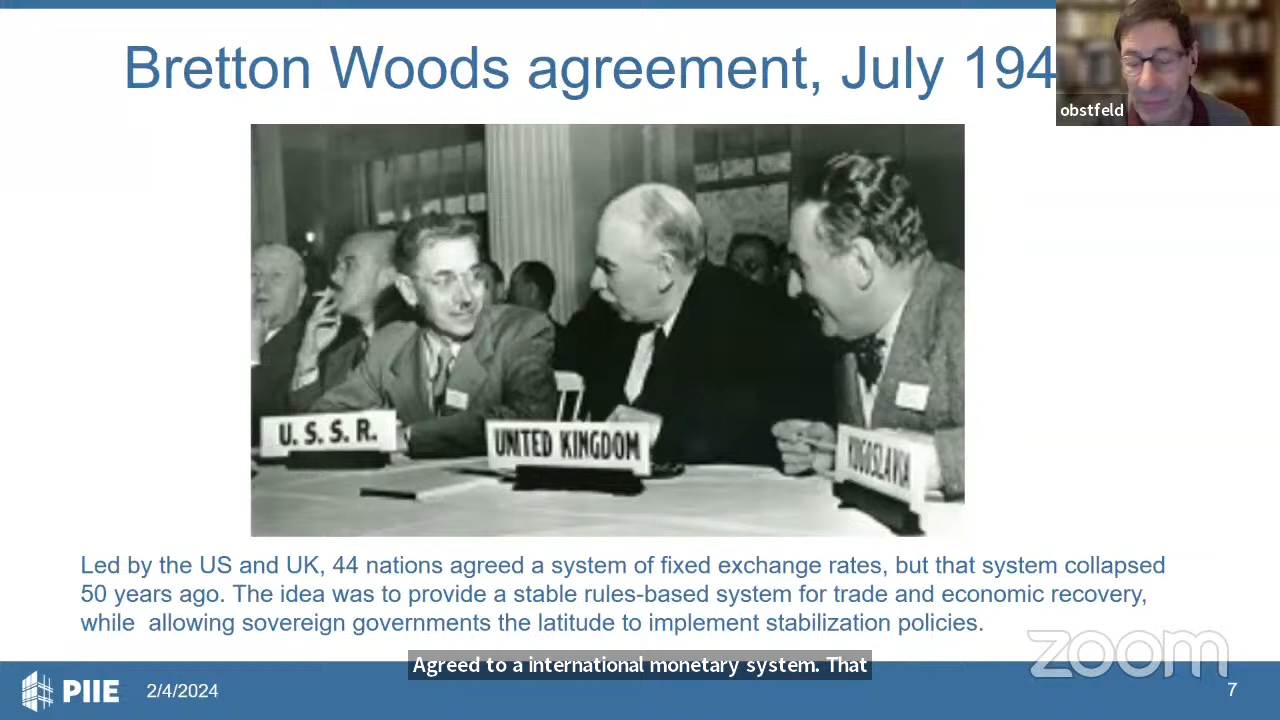 Bretton Woods agreement, July 194
obstfeld
U. S. S. R.
UNITED KINGDOM
YUGOSLAVIA
Led by the US and UK, 44 nations agreed a system of fixed exchange rates, but that system collapsed
50 years ago. The idea was to provide a stable rules-based system for trade and economic recovery,
while allowing sovereign governments the latitude to implement stabilization policies.
zoom
Agreed to a international monetary system. That
PIIE 2/4/2024
7